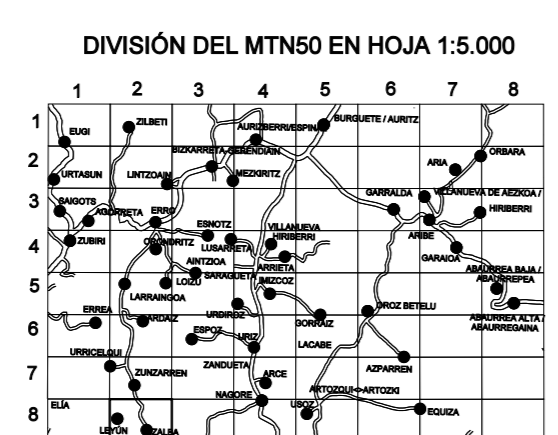 DIVISIÓN DEL MTN50 EN HOJA 1:5.000
1 2 3 4 5 6 7 8
1
ZILBETI
BURGUETE / AURITZ
EUGI
AURIZBERRI/ESPINAL
2
BIZKARRETA-GERENDIAIN
ORBARA
ARIA
URTASUN
LINTZOAIN
MEZKIRITZ
3
GARRALDA
VILLANUEVA DE AEZKOA /
HIRIBERRI
SAIGOTS
AGORRETA
ERRO
ESNOTZ
VILLANUEVA
HIRIBERRI
ARIBE
4
ZUBIRI
ORONDRITZ
LUSARRETA
GARAIOA
AINTZIOA
ARRIETA
ABAURREA BAJA /
ABAURREPEA
5
SARAGUETA
LOIZU
IMIZCOZ
LARRAINGOA
ERREA
URDIROZ
OROZ BETELU
ABAURREA ALTA /
ABAURREGAINA
6
ARDAIZ
GORRAIZ
ESPOZ
URIZ
LACABE
URRICELQUI
ZANDUETA
AZPARREN
7
ZUNZARREN
ARCE
ARTOZQUI<>ARTOZKI
NAGORE
8
ELÍA
USOZ
EQUIZA
LEYÚN
ZALBA